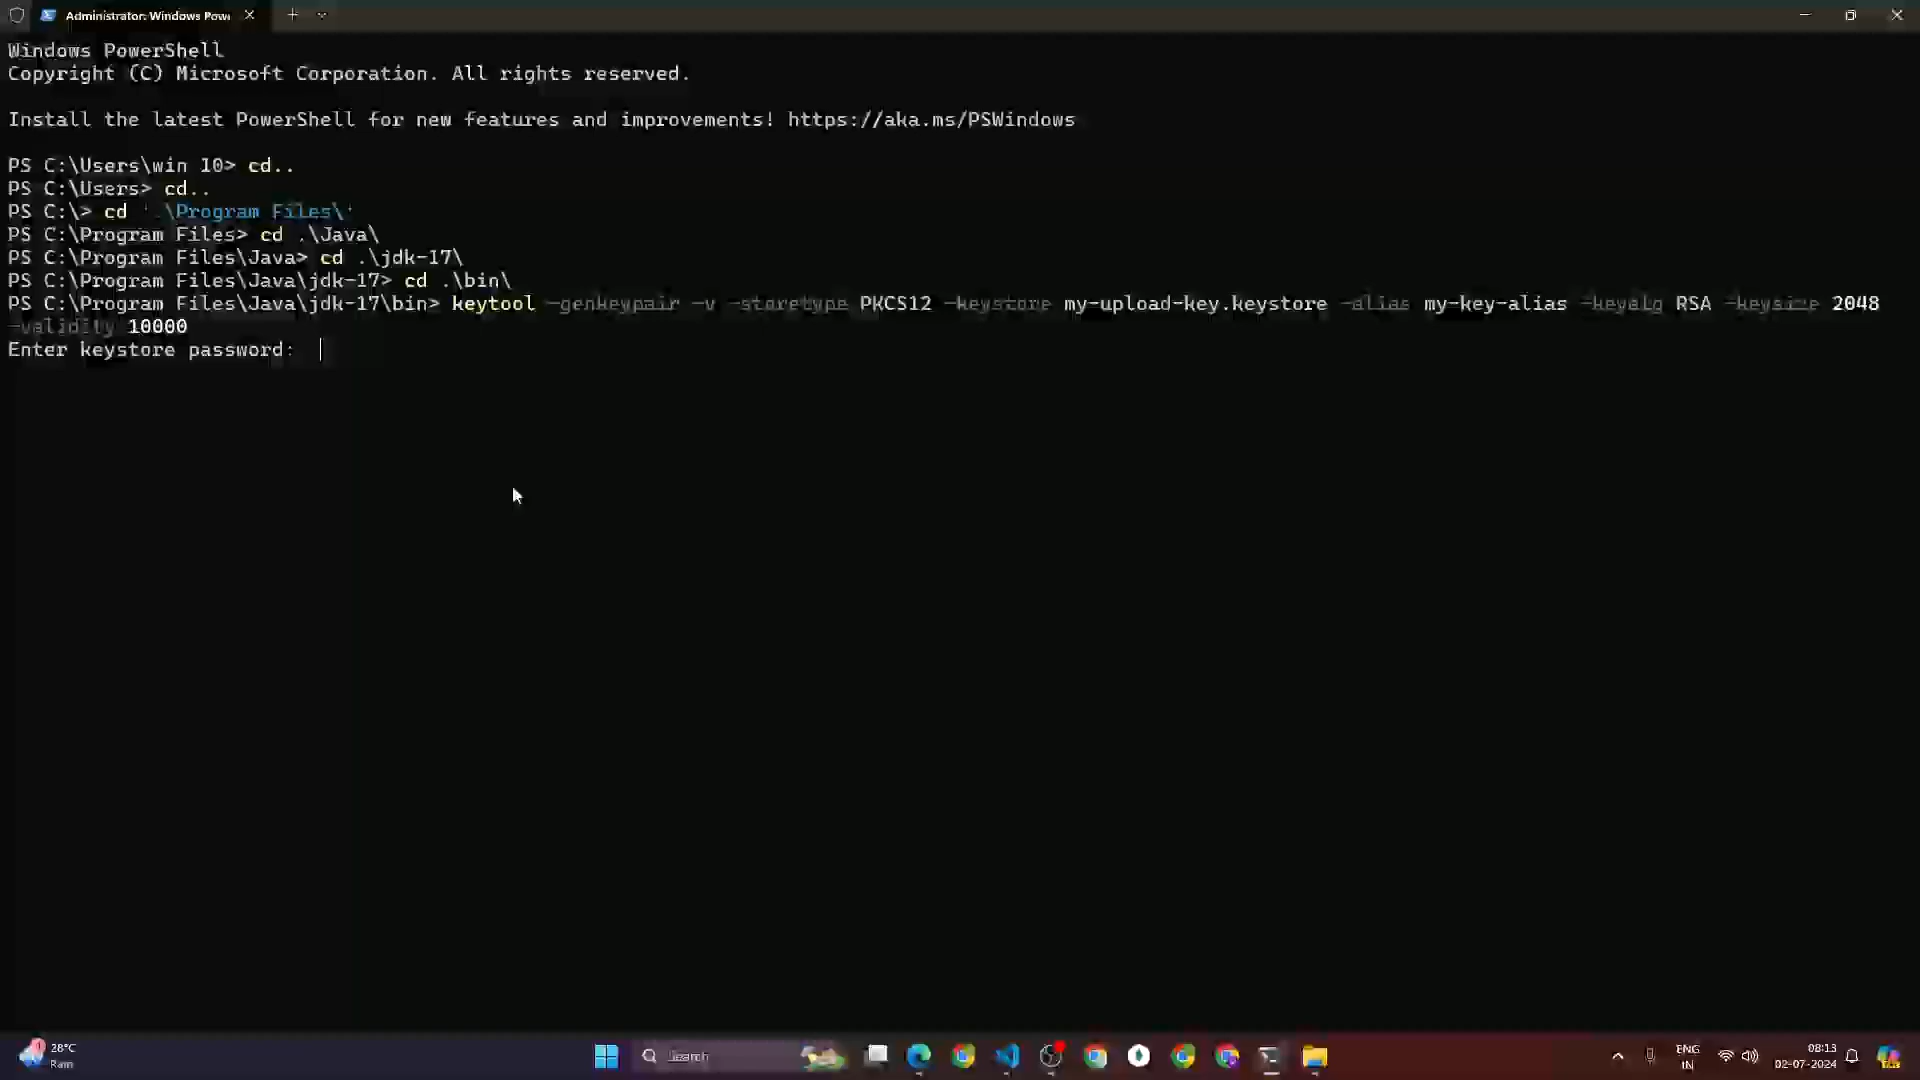 Administrator: Windows Pow
Windows PowerShell
Copyright (C) Microsoft Corporation. All rights reserved.
Install the latest PowerShell for new features and improvements! https://aka.ms/PSWindows
PS C:\Users\win 10> cd..
PS C:\Users> cd..
PS C:\> cd '.\Program Files\'
PS C:\Program Files> cd .\Java\
PS C:\Program Files\Java> cd .\jdk-17\
PS C:\Program Files\Java\jdk-17> cd .\bin\
PS C:\Program Files\Java\jdk-17\bin> keytool -genkeypair -v -storetype PKCS12 -keystore my-upload-key.keystore -alias my-key-alias -keyalg RSA -keysize 2048
-validity 10000
Enter keystore password:
28°C
Rain
Search
ENG
IN
08:13
02-07-2024